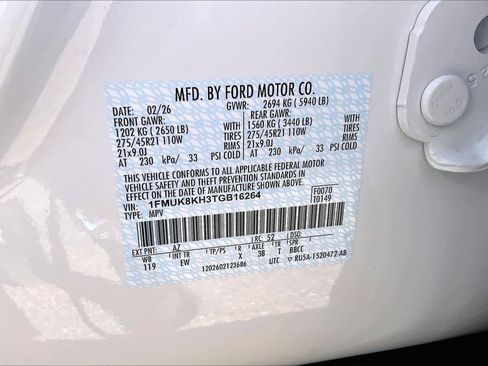 MFD. BY FORD MOTOR CO.
DATE: 02/26 GVWR: 2694 KG (5940 LB)
FRONT GAWR: REAR GAWR:
1202 KG (2650 LB) WITH 1560 KG (3440 LB) WITH
275/45R21 110W TIRES 275/45R21 110W TIRES
21x9.0J RIMS 21x9.0J RIMS
AT 230 kPa/ 33 PSI COLD AT 230 kPa/ 33 PSI COLD
THIS VEHICLE CONFORMS TO ALL APPLICABLE FEDERAL MOTOR
VEHICLE SAFETY AND THEFT PREVENTION STANDARDS IN
EFFECT ON THE DATE OF MANUFACTURE SHOWN ABOVE.
VIN: 1FMUK8KH3TGB16264 F0070
TYPE: MPV T0149
EXT PNT: AZ RC: 52 DSO:
WB INT TR TP/PS R AXLE TR SPR
119 EW X 3B T BBCC
1202602123686 UTC RU5A-1520472-AB